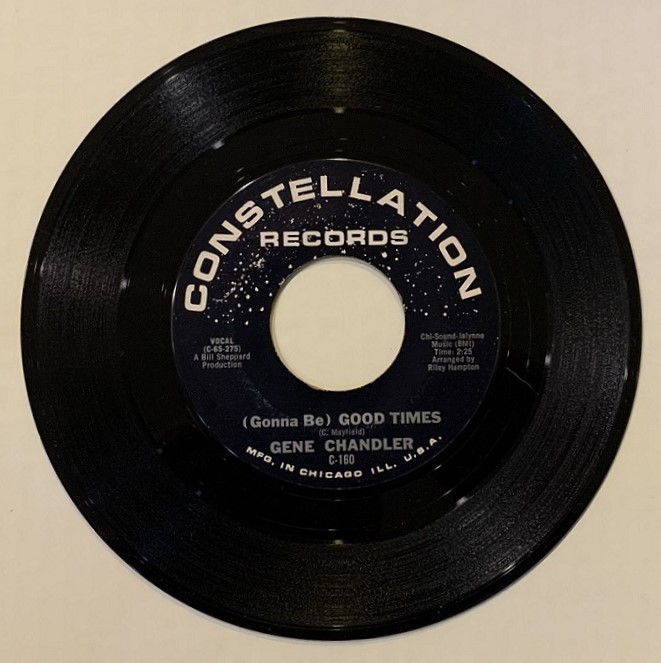 CONSTELLATION
RECORDS
VOCAL
(C-65-275)
A Bill Sheppard
Production
Chi-Sound-Jalynne
Music (BMI)
Time: 2:25
Arranged by
Riley Hampton
(Gonna Be) GOOD TIMES
(C. Mayfield)
GENE CHANDLER
C-160
MFG. IN CHICAGO ILL. U.S.A.